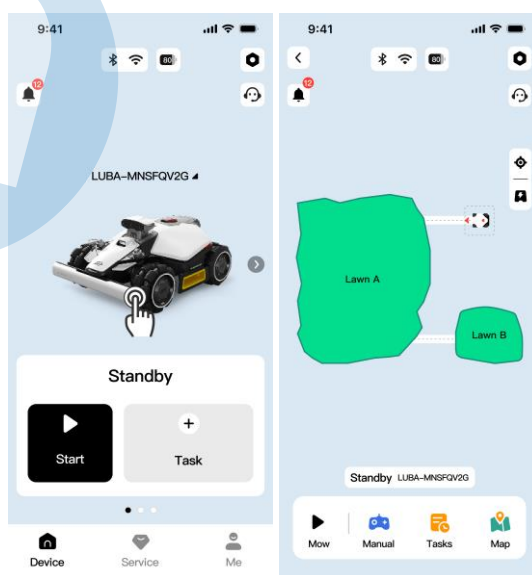 9:41
80
12
LUBA-MNSFQV2G
Standby
Start
Task
Device
Service
Me
9:41
80
12
Lawn A
Lawn B
Standby LUBA-MNSFQV2G
Mow
Manual
Tasks
Map